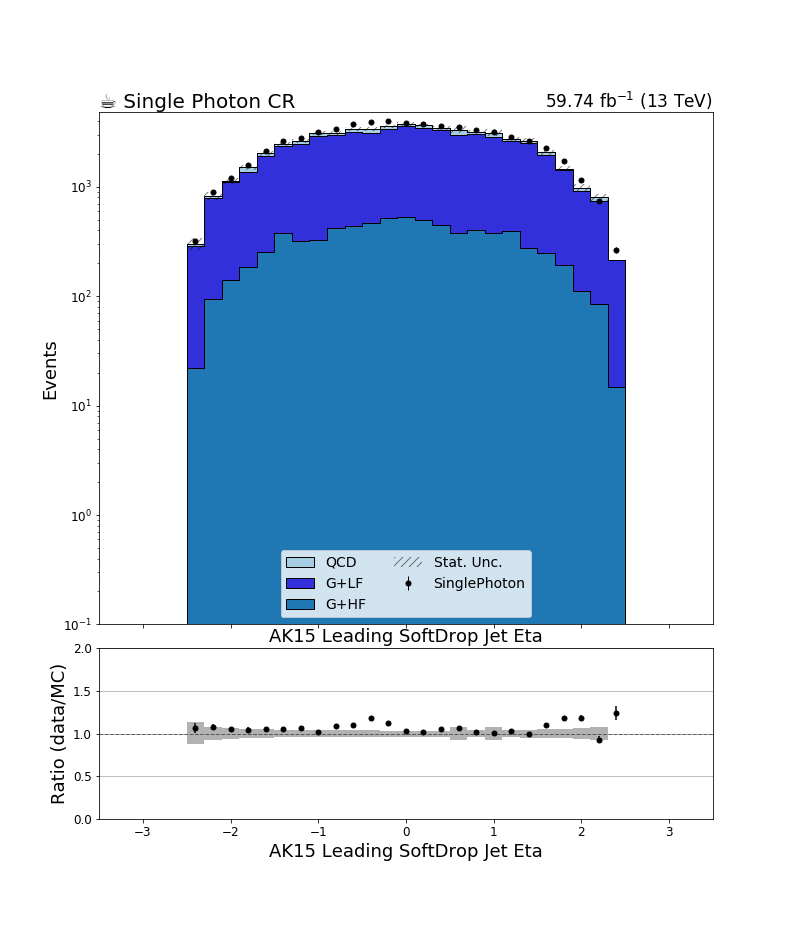 ☕ Single Photon CR
59.74 fb⁻¹ (13 TeV)
Events
10³
10²
10¹
10⁰
10⁻¹
QCD
G+LF
G+HF
Stat. Unc.
SinglePhoton
AK15 Leading SoftDrop Jet Eta
Ratio (data/MC)
2.0
1.5
1.0
0.5
0.0
−3 −2 −1 0 1 2 3
AK15 Leading SoftDrop Jet Eta